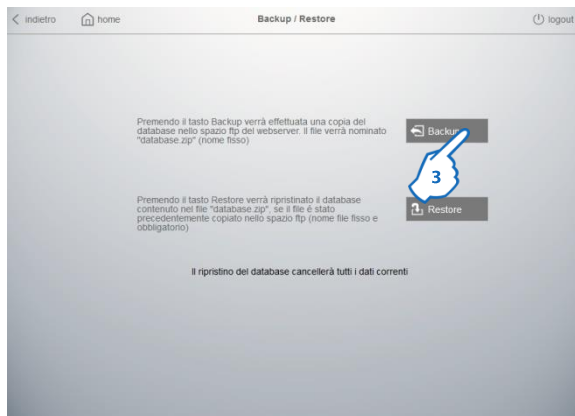 indietro home Backup / Restore logout
Premendo il tasto Backup verrà effettuata una copia del
database nello spazio ftp del webserver. Il file verrà nominato
"database.zip" (nome fisso)
Backup
3
Premendo il tasto Restore verrà ripristinato il database
contenuto nel file "database.zip", se il file é stato
precedentemente copiato nello spazio ftp (nome file fisso e
obbligatorio)
Restore
Il ripristino del database cancellerà tutti i dati correnti